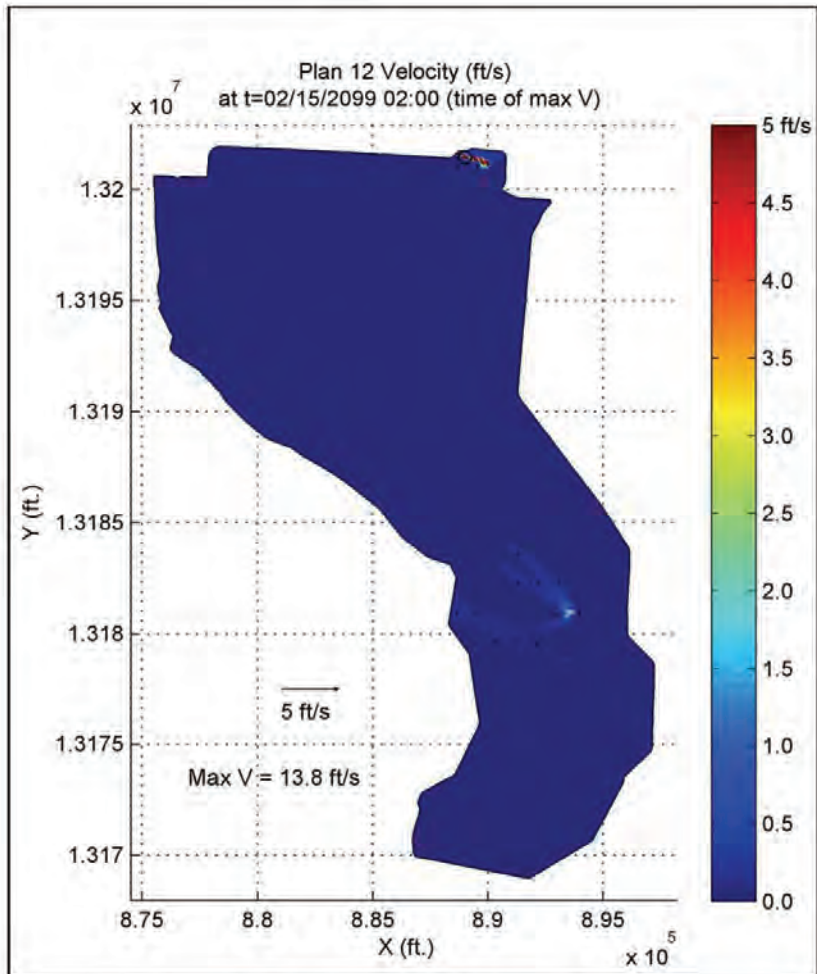 Plan 12 Velocity (ft/s)
x 10^7
at t=02/15/2099 02:00 (time of max V)
5 ft/s
4.5
4.0
3.5
3.0
2.5
2.0
1.5
1.0
0.5
0.0
1.32
1.3195
1.319
1.3185
1.318
1.3175
1.317
Y (ft.)
5 ft/s
Max V = 13.8 ft/s
8.75
8.8
8.85
8.9
8.95
X (ft.)
x 10^5